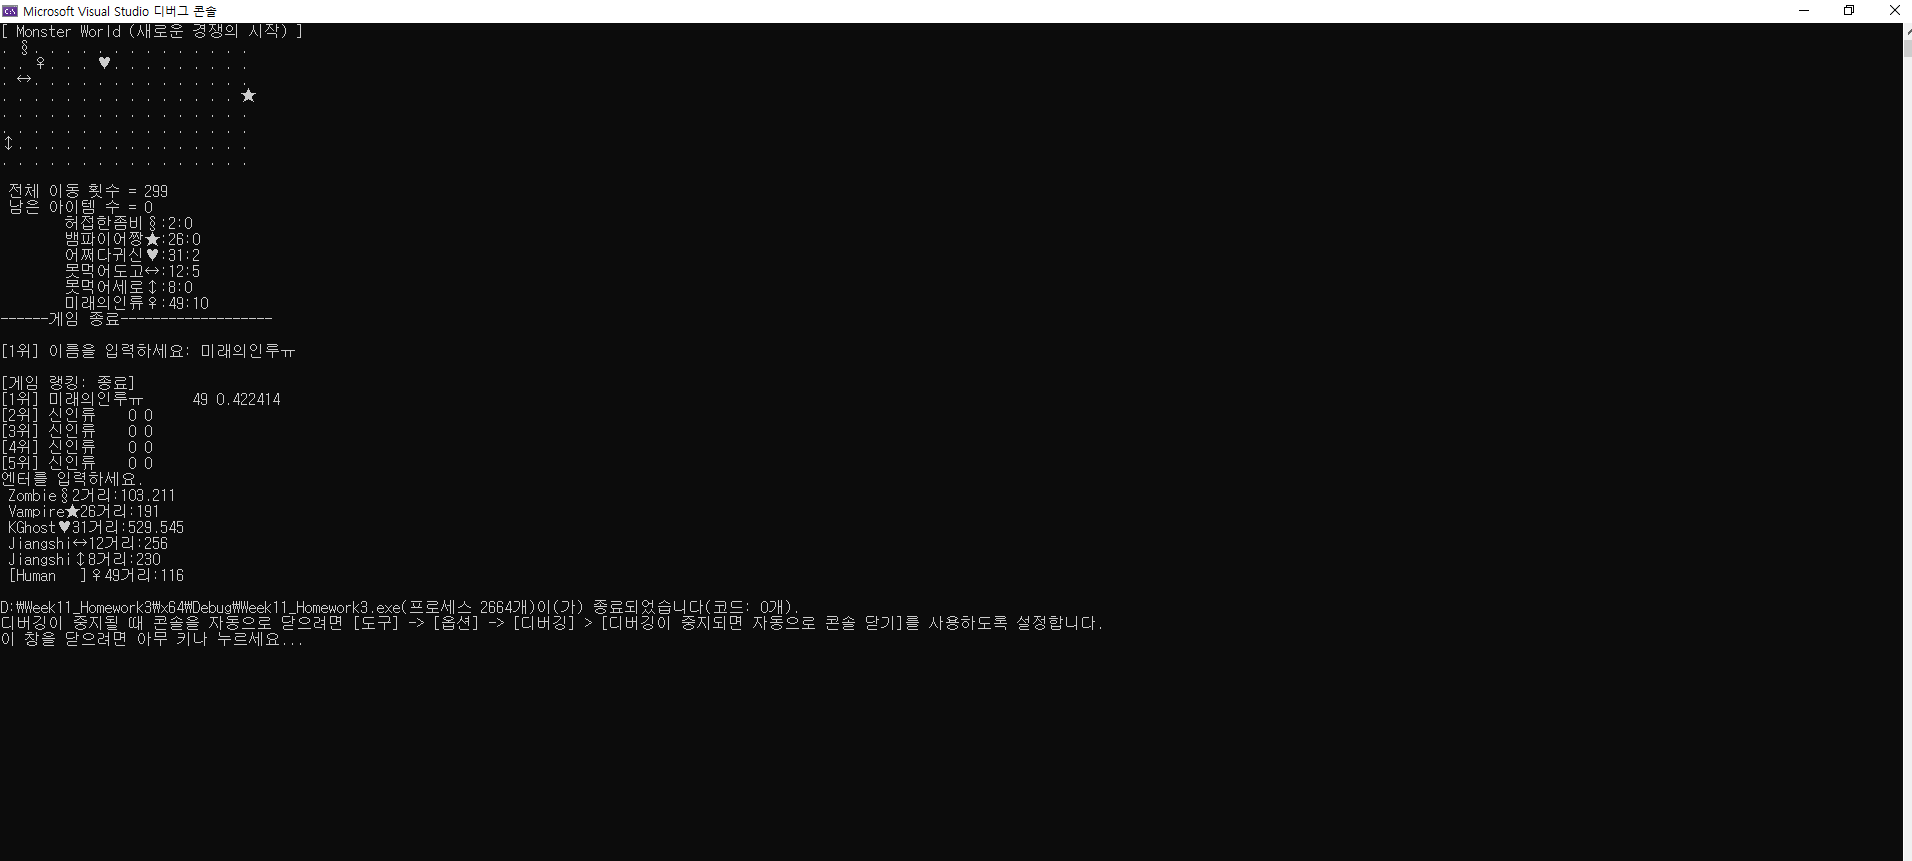 Microsoft Visual Studio 디버그 콘솔
[ Monster World (새로운 경쟁의 시작) ]
. § . . . . . . . . . . . . . .
. . ♀ . . . ♥ . . . . . . . . .
. ↔ . . . . . . . . . . . . . .
. . . . . . . . . . . . . . . ★
. . . . . . . . . . . . . . . .
. . . . . . . . . . . . . . . .
↕ . . . . . . . . . . . . . . .
. . . . . . . . . . . . . . . .
전체 이동 횟수 = 299
남은 아이템 수 = 0
허접한좀비§:2:0
뱀파이어짱★:26:0
어쩌다귀신♥:31:2
못먹어도고↔:12:5
못먹어세로↕:8:0
미래의인류♀:49:10
------게임 종료-------------------
[1위] 이름을 입력하세요: 미래의인루ㅠ
[게임 랭킹: 종료]
[1위] 미래의인루ㅠ 49 0.422414
[2위] 신인류 0 0
[3위] 신인류 0 0
[4위] 신인류 0 0
[5위] 신인류 0 0
엔터를 입력하세요.
Zombie§2거리:103.211
Vampire★26거리:191
KGhost♥31거리:529.545
Jiangshi↔12거리:256
Jiangshi↕8거리:230
[Human ]♀49거리:116
D:₩Week11_Homework3₩x64₩Debug₩Week11_Homework3.exe(프로세스 2664개)이(가) 종료되었습니다(코드: 0개).
디버깅이 중지될 때 콘솔을 자동으로 닫으려면 [도구] -> [옵션] -> [디버깅] > [디버깅이 중지되면 자동으로 콘솔 닫기]를 사용하도록 설정합니다.
이 창을 닫으려면 아무 키나 누르세요...